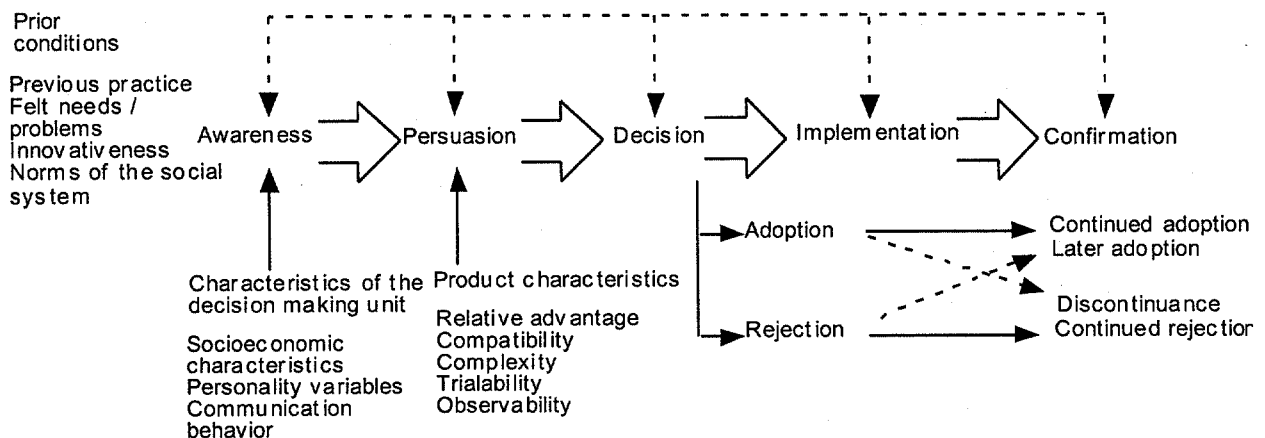 Prior
conditions
Previous practice
Felt needs /
problems
Innovativeness
Norms of the social
system
Awareness
Persuasion
Decision
Implementation
Confirmation
Characteristics of the
decision making unit
Socioeconomic
characteristics
Personality variables
Communication
behavior
Product characteristics
Relative advantage
Compatibility
Complexity
Trialability
Observability
Adoption
Rejection
Continued adoption
Later adoption
Discontinuance
Continued rejection